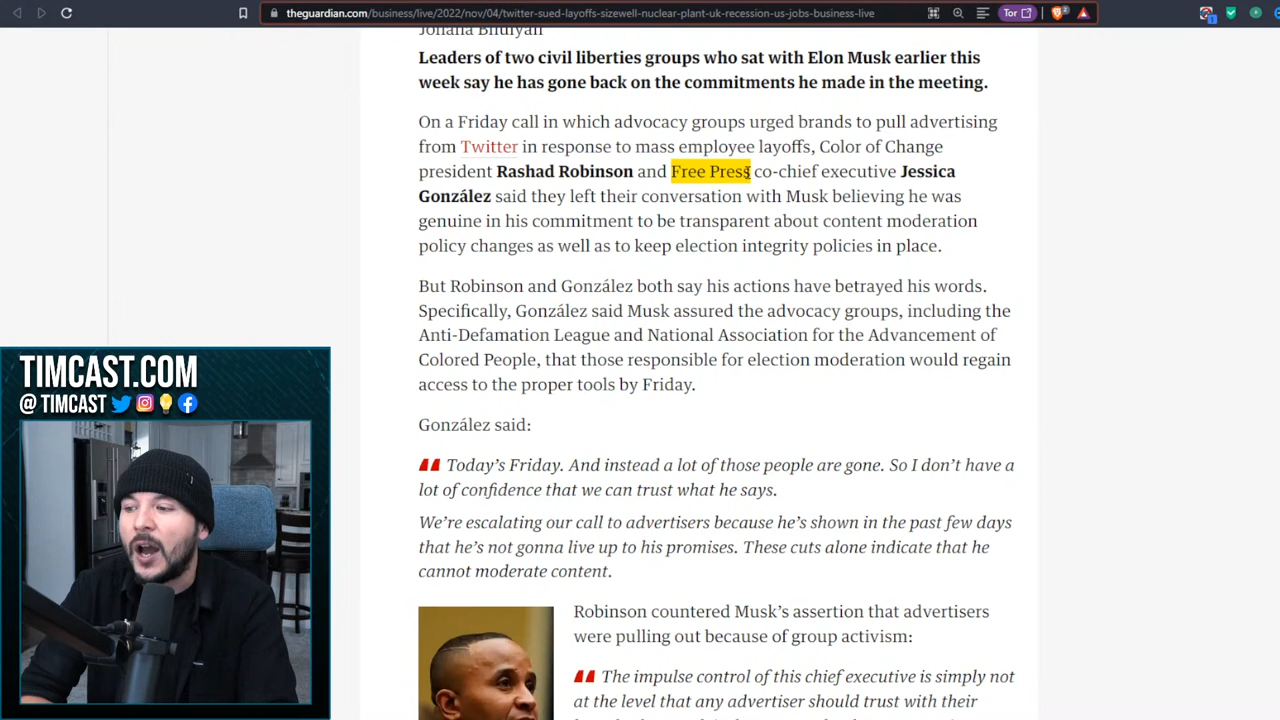 theguardian.com/business/live/2022/nov/04/twitter-sued-layoffs-sizewell-nuclear-plant-uk-recession-us-jobs-business-live
Tor
2
1
Johana Bhuiyan
Leaders of two civil liberties groups who sat with Elon Musk earlier this
week say he has gone back on the commitments he made in the meeting.
On a Friday call in which advocacy groups urged brands to pull advertising
from Twitter in response to mass employee layoffs, Color of Change
president Rashad Robinson and Free Press co-chief executive Jessica
González said they left their conversation with Musk believing he was
genuine in his commitment to be transparent about content moderation
policy changes as well as to keep election integrity policies in place.
But Robinson and González both say his actions have betrayed his words.
Specifically, González said Musk assured the advocacy groups, including the
Anti-Defamation League and National Association for the Advancement of
Colored People, that those responsible for election moderation would regain
access to the proper tools by Friday.
González said:
Today’s Friday. And instead a lot of those people are gone. So I don’t have a
lot of confidence that we can trust what he says.
We’re escalating our call to advertisers because he’s shown in the past few days
that he’s not gonna live up to his promises. These cuts alone indicate that he
cannot moderate content.
Robinson countered Musk’s assertion that advertisers
were pulling out because of group activism:
The impulse control of this chief executive is simply not
at the level that any advertiser should trust with their
TIMCAST.COM
@ TIMCAST